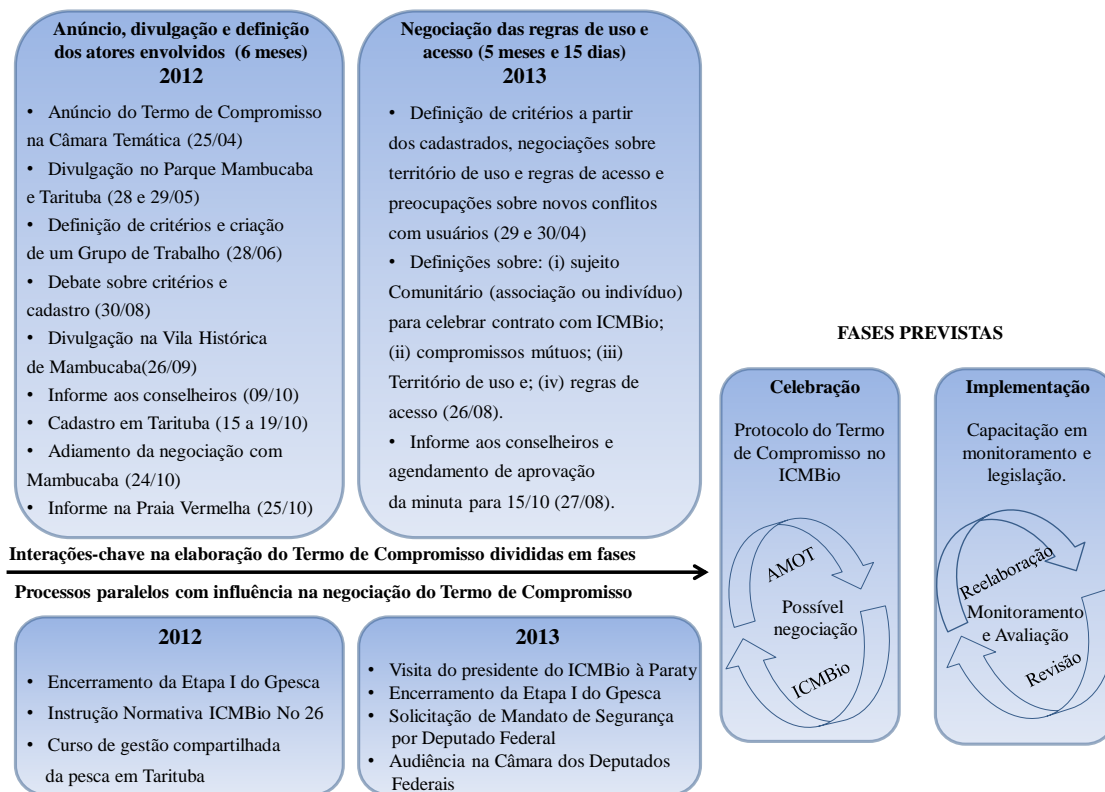 Anúncio, divulgação e definição
dos atores envolvidos (6 meses)
2012
• Anúncio do Termo de Compromisso
na Câmara Temática (25/04)
• Divulgação no Parque Mambucaba
e Tarituba (28 e 29/05)
• Definição de critérios e criação
de um Grupo de Trabalho (28/06)
• Debate sobre critérios e
cadastro (30/08)
• Divulgação na Vila Histórica
de Mambucaba(26/09)
• Informe aos conselheiros (09/10)
• Cadastro em Tarituba (15 a 19/10)
• Adiamento da negociação com
Mambucaba (24/10)
• Informe na Praia Vermelha (25/10)
Negociação das regras de uso e
acesso (5 meses e 15 dias)
2013
• Definição de critérios a partir
dos cadastrados, negociações sobre
território de uso e regras de acesso e
preocupações sobre novos conflitos
com usuários (29 e 30/04)
• Definições sobre: (i) sujeito
Comunitário (associação ou indivíduo)
para celebrar contrato com ICMBio;
(ii) compromissos mútuos; (iii)
Território de uso e; (iv) regras de
acesso (26/08).
• Informe aos conselheiros e
agendamento de aprovação
da minuta para 15/10 (27/08).
Interações-chave na elaboração do Termo de Compromisso divididas em fases
Processos paralelos com influência na negociação do Termo de Compromisso
2012
• Encerramento da Etapa I do Gpesca
• Instrução Normativa ICMBio No 26
• Curso de gestão compartilhada
da pesca em Tarituba
2013
• Visita do presidente do ICMBio à Paraty
• Encerramento da Etapa I do Gpesca
• Solicitação de Mandato de Segurança
por Deputado Federal
• Audiência na Câmara dos Deputados
Federais
FASES PREVISTAS
Celebração
Protocolo do Termo
de Compromisso no
ICMBio
AMOT
Possível
negociação
ICMBio
Implementação
Capacitação em
monitoramento e
legislação.
Reelaboração
Monitoramento
e Avaliação
Revisão